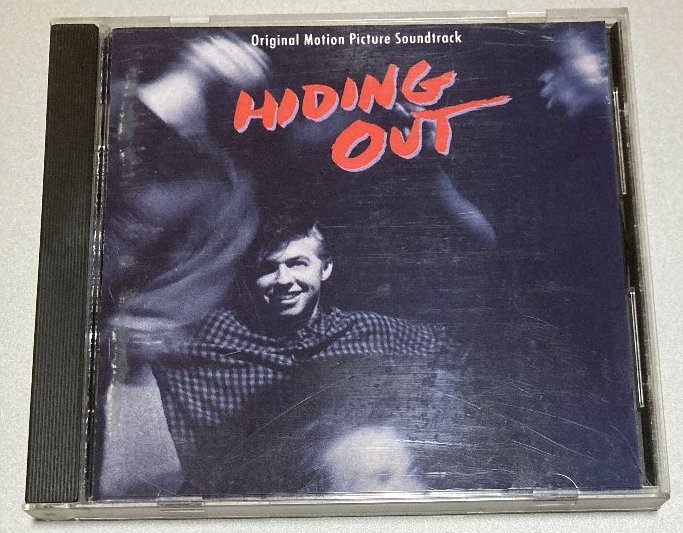 Original Motion Picture Soundtrack
HIDING
OUT